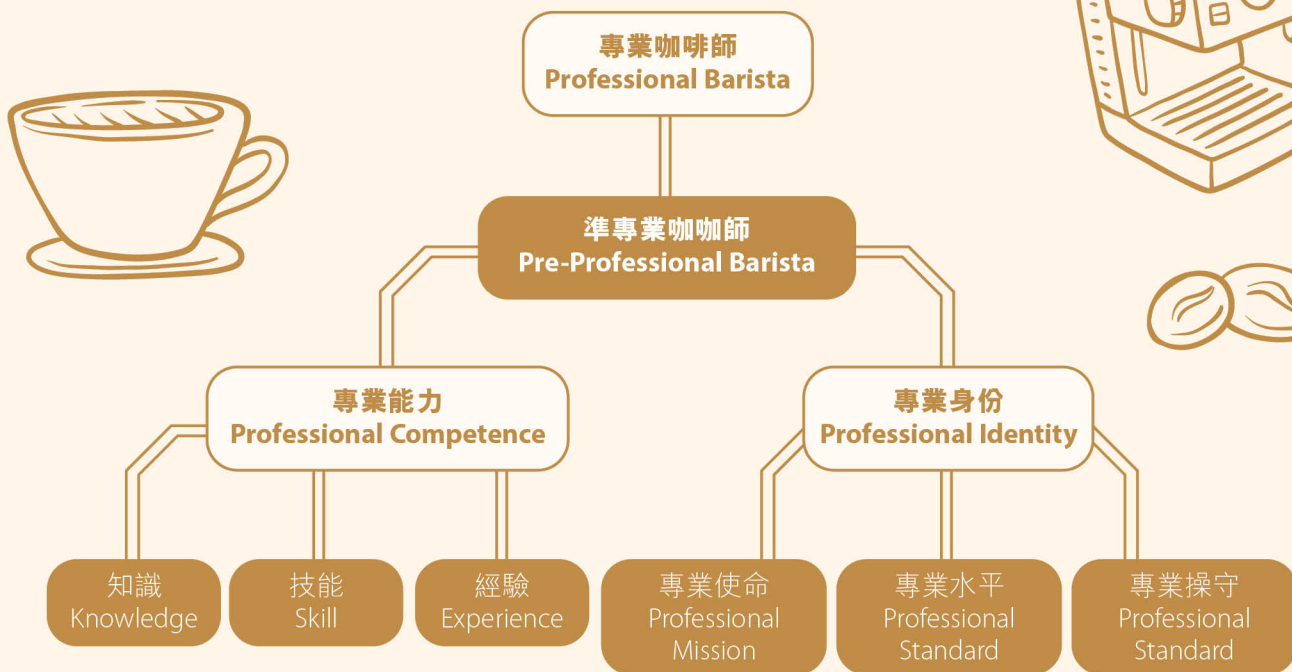 專業咖啡師
Professional Barista
準專業咖咖師
Pre-Professional Barista
專業能力
Professional Competence
專業身份
Professional Identity
知識
Knowledge
技能
Skill
經驗
Experience
專業使命
Professional
Mission
專業水平
Professional
Standard
專業操守
Professional
Standard